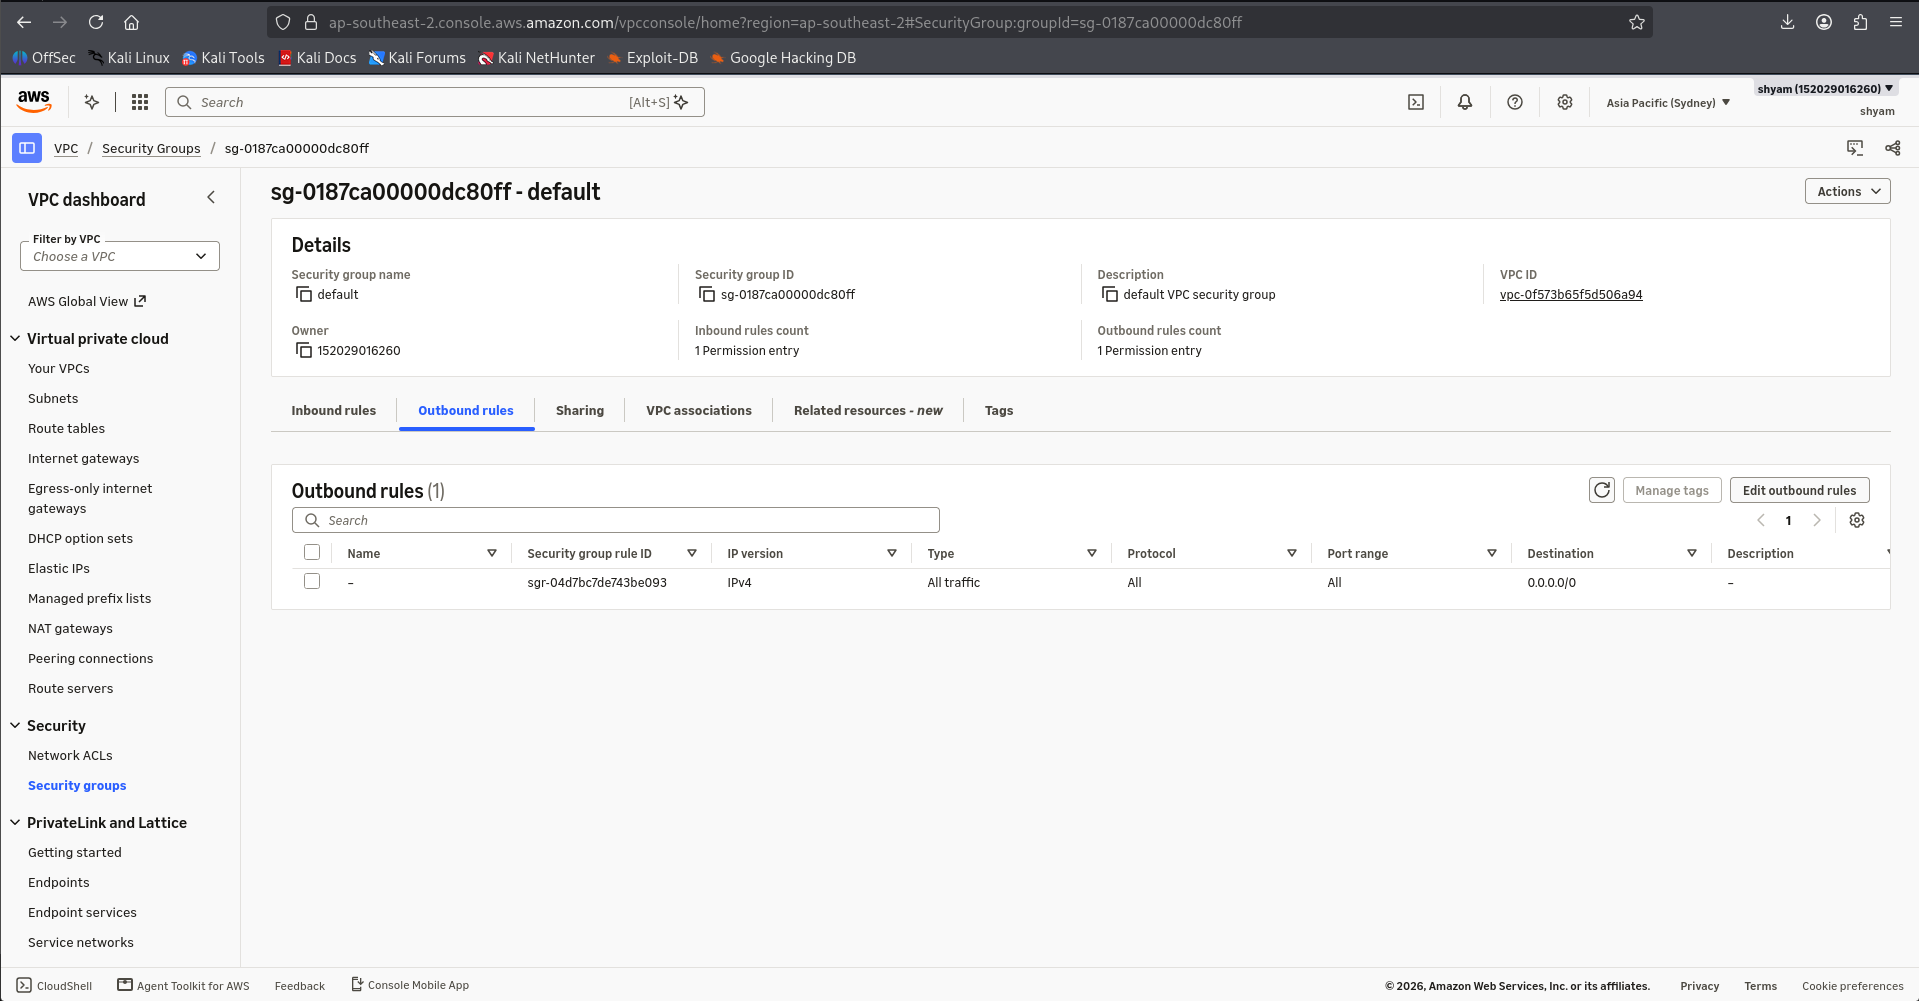 ap-southeast-2.console.aws.amazon.com/vpcconsole/home?region=ap-southeast-2#SecurityGroup:groupId=sg-0187ca00000dc80ff
OffSec Kali Linux Kali Tools Kali Docs Kali Forums Kali NetHunter Exploit-DB Google Hacking DB
aws Search [Alt+S] Asia Pacific (Sydney) shyam (152029016260)
shyam
VPC / Security Groups / sg-0187ca00000dc80ff
VPC dashboard
Filter by VPC
Choose a VPC
AWS Global View
Virtual private cloud
Your VPCs
Subnets
Route tables
Internet gateways
Egress-only internet
gateways
DHCP option sets
Elastic IPs
Managed prefix lists
NAT gateways
Peering connections
Route servers
Security
Network ACLs
Security groups
PrivateLink and Lattice
Getting started
Endpoints
Endpoint services
Service networks
sg-0187ca00000dc80ff - default
Actions
Details
Security group name
default
Security group ID
sg-0187ca00000dc80ff
Description
default VPC security group
VPC ID
vpc-0f573b65f5d506a94
Owner
152029016260
Inbound rules count
1 Permission entry
Outbound rules count
1 Permission entry
Inbound rules Outbound rules Sharing VPC associations Related resources - new Tags
Outbound rules (1)
Manage tags Edit outbound rules
Search
1
Name Security group rule ID IP version Type Protocol Port range Destination Description
– sgr-04d7bc7de743be093 IPv4 All traffic All All 0.0.0.0/0 –
CloudShell Agent Toolkit for AWS Feedback Console Mobile App © 2026, Amazon Web Services, Inc. or its affiliates. Privacy Terms Cookie preferences